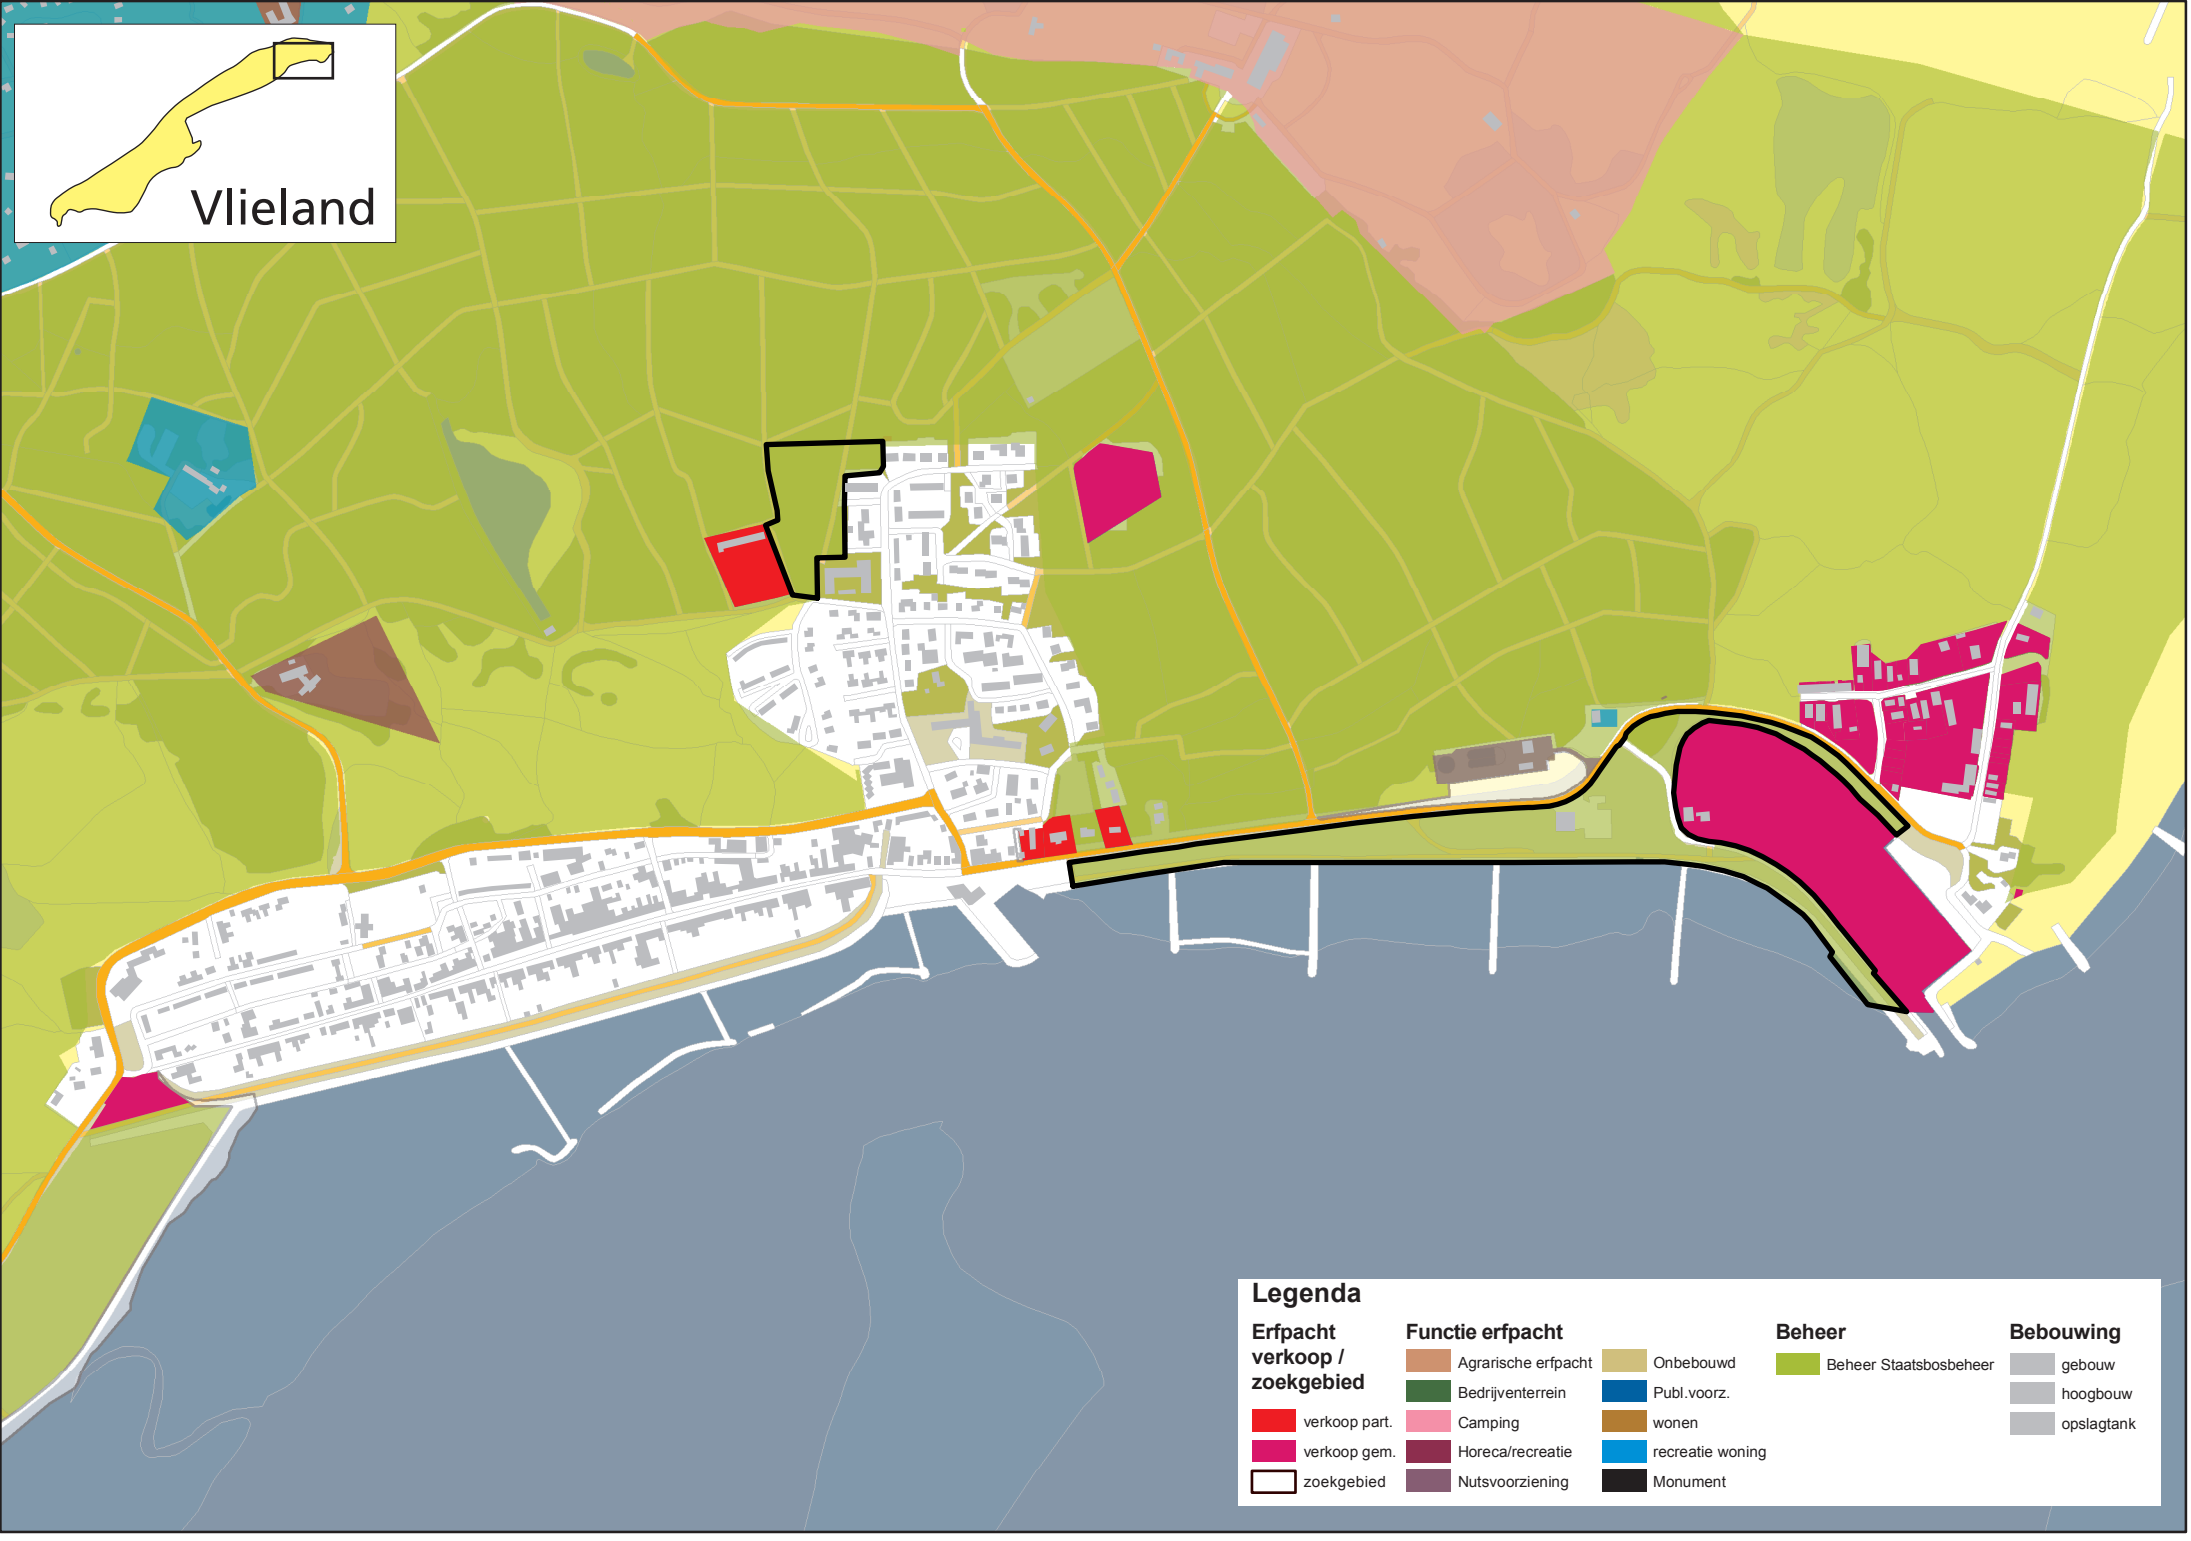 Vlieland
Legenda
Erfpacht
verkoop /
zoekgebied
verkoop part.
verkoop gem.
zoekgebied
Functie erfpacht
Agrarische erfpacht
Bedrijventerrein
Camping
Horeca/recreatie
Nutsvoorziening
Onbebouwd
Publ.voorz.
wonen
recreatie woning
Monument
Beheer
Beheer Staatsbosbeheer
Bebouwing
gebouw
hoogbouw
opslagtank